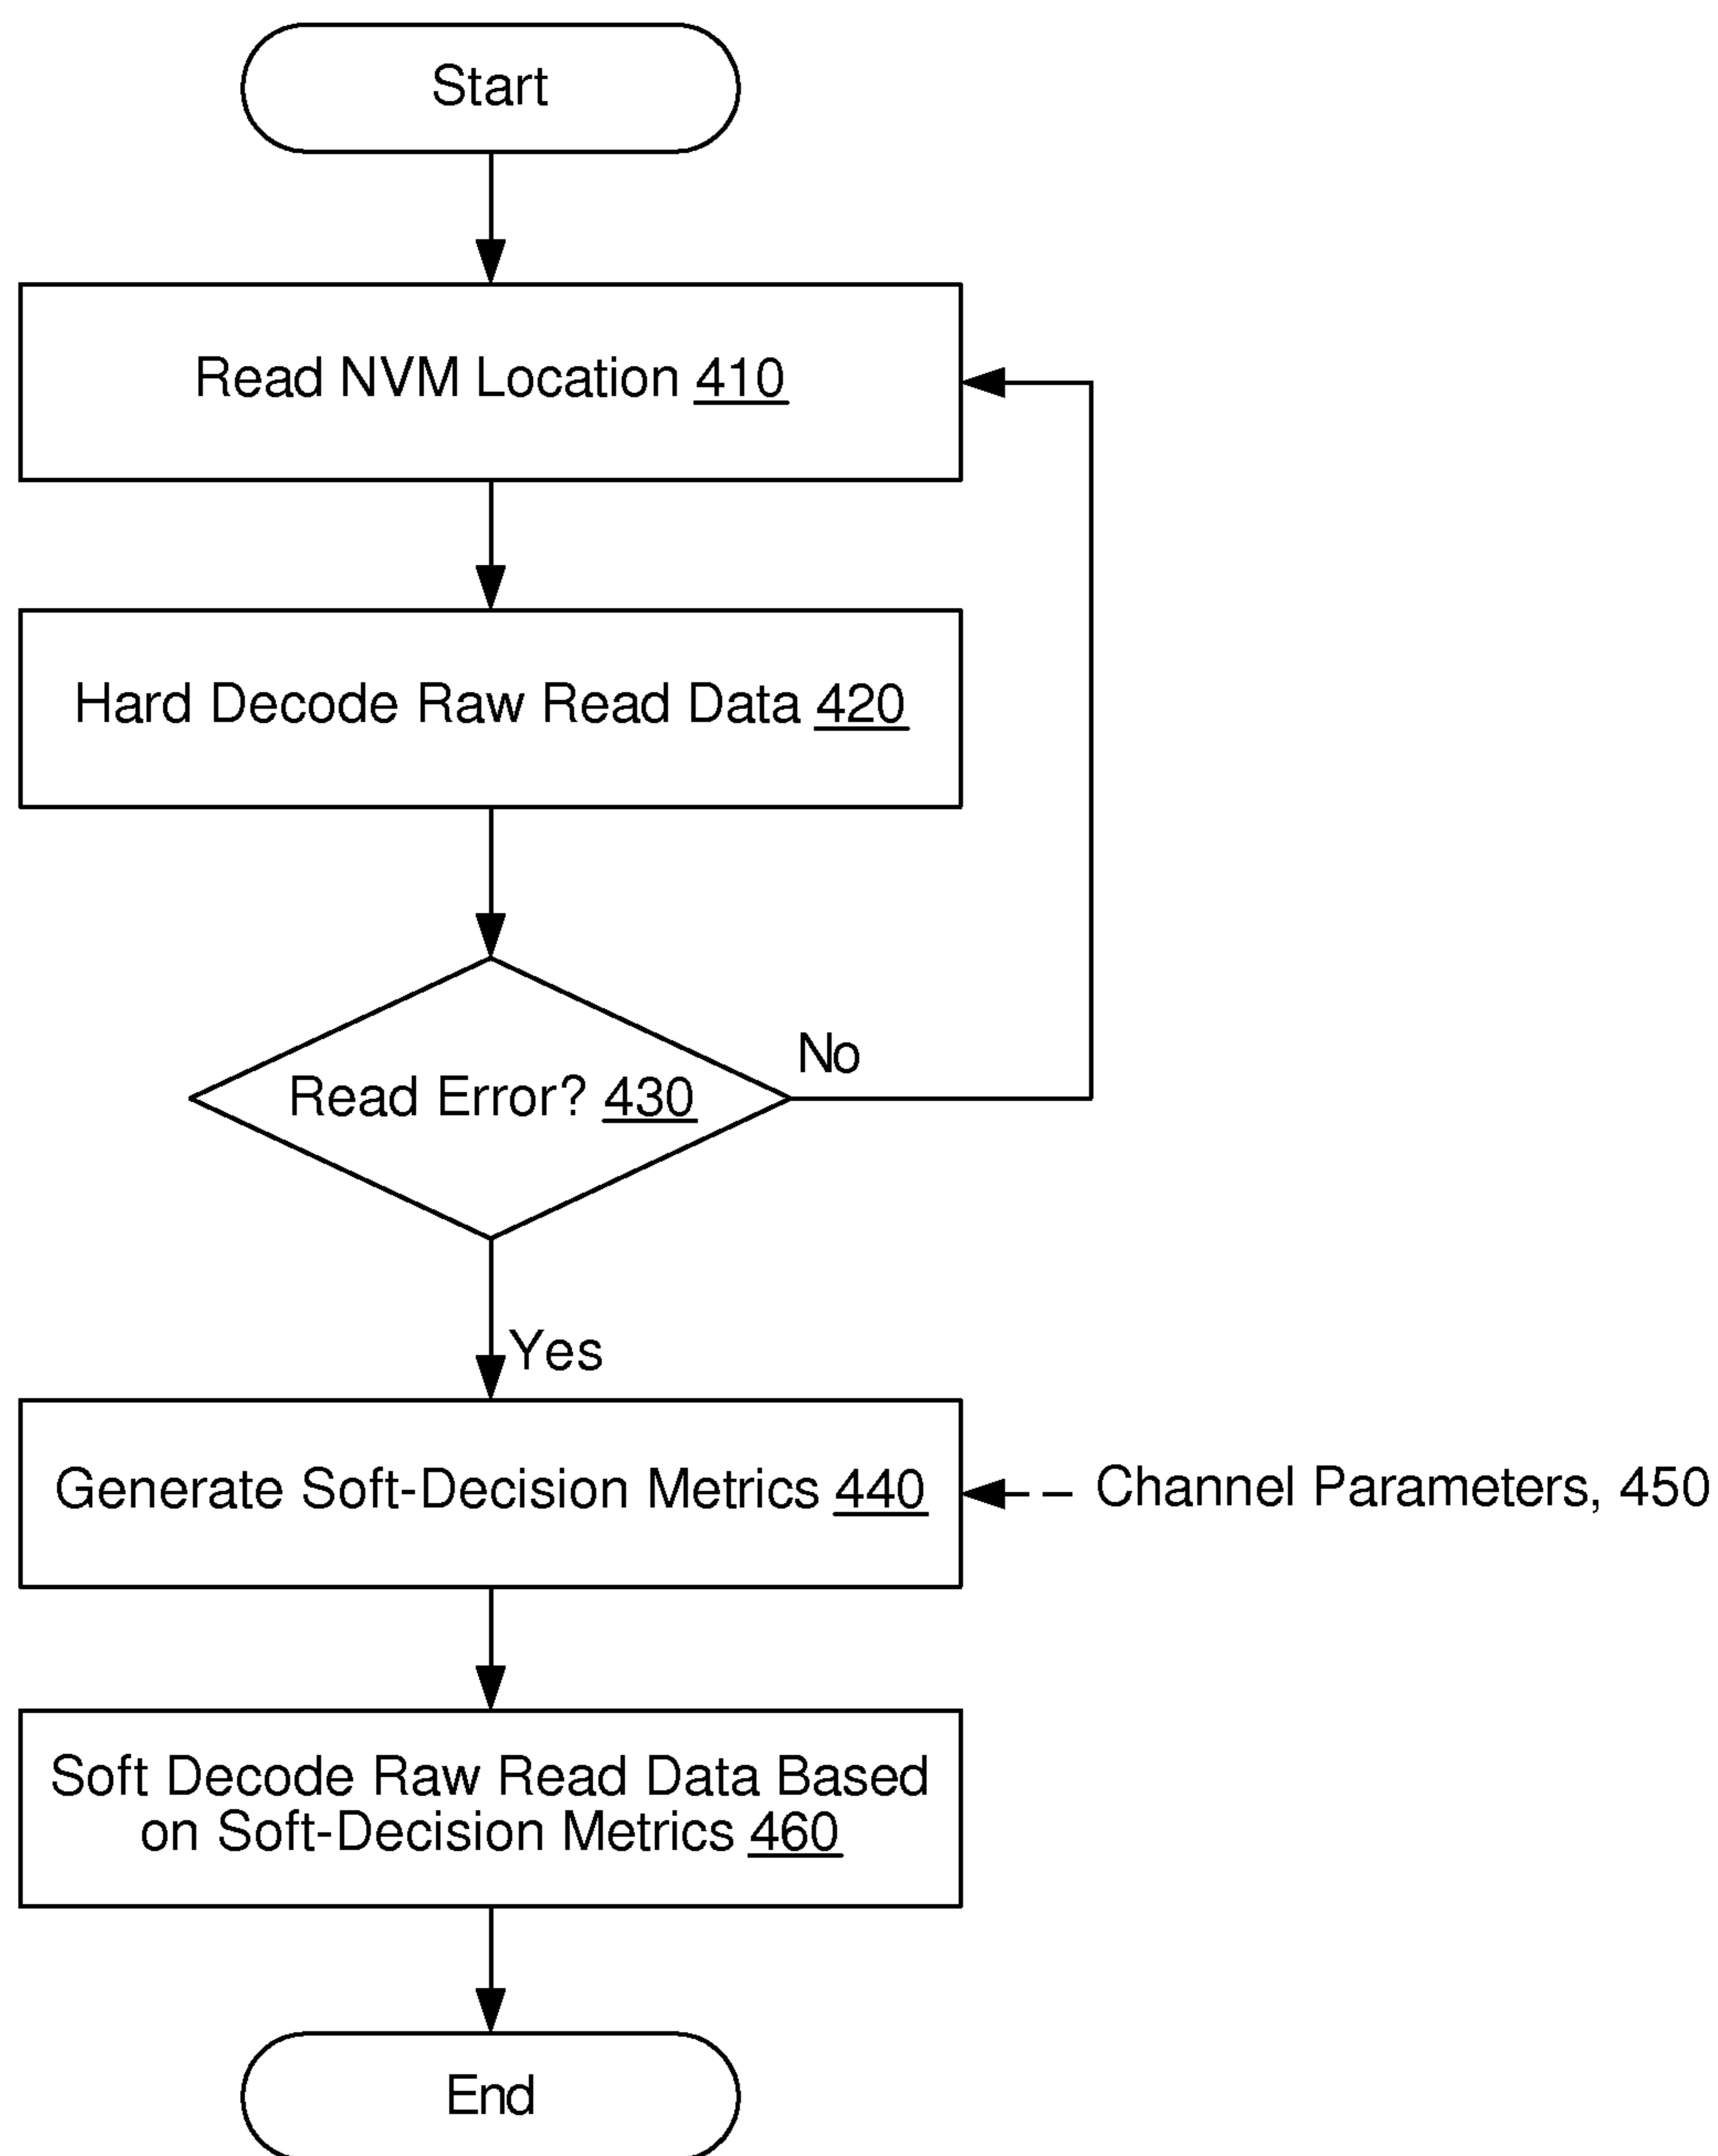 Start
Read NVM Location 410
Hard Decode Raw Read Data 420
No
Read Error? 430
Yes
Generate Soft-Decision Metrics 440
Channel Parameters, 450
Soft Decode Raw Read Data Based
on Soft-Decision Metrics 460
End